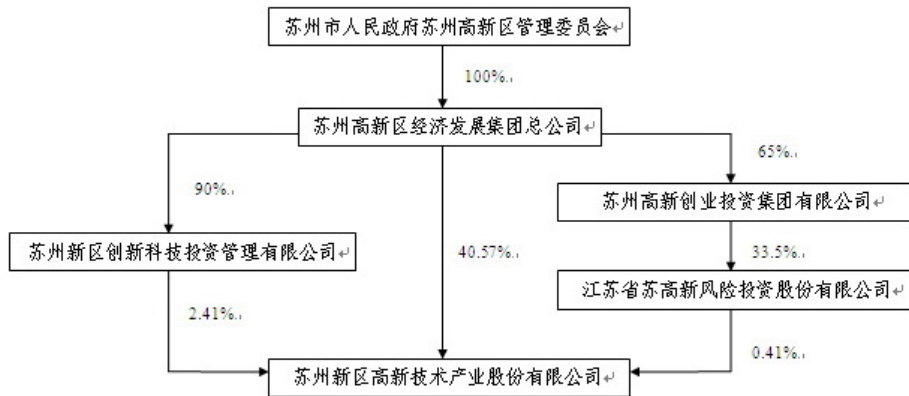 苏州市人民政府苏州高新区管理委员会
100%
苏州高新区经济发展集团总公司
65%
90%
苏州高新创业投资集团有限公司
苏州新区创新科技投资管理有限公司
40.57%
33.5%
江苏省苏高新风险投资股份有限公司
2.41%
0.41%
苏州新区高新技术产业股份有限公司